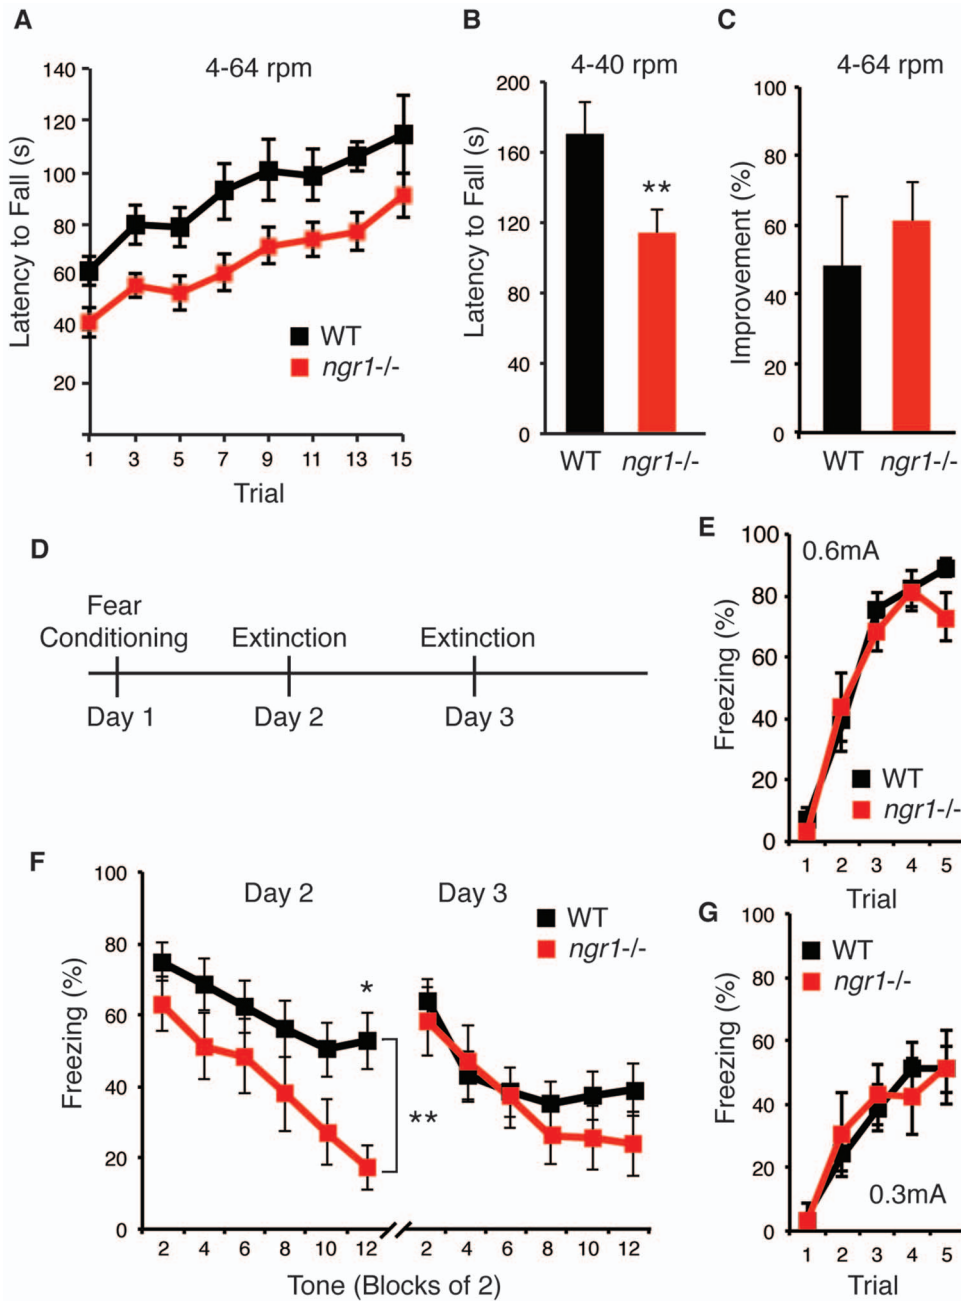 A
4-64 rpm
Latency to Fall (s)
140
120
100
80
60
40
20
1 3 5 7 9 11 13 15
Trial
WT
ngr1-/-
B
4-40 rpm
Latency to Fall (s)
200
160
120
80
40
0
**
WT ngr1-/-
C
4-64 rpm
Improvement (%)
100
80
60
40
20
0
WT ngr1-/-
D
Fear
Conditioning Extinction Extinction
Day 1 Day 2 Day 3
E
0.6mA
Freezing (%)
100
80
60
40
20
0
WT
ngr1-/-
1 2 3 4 5
Trial
F
Day 2 Day 3
Freezing (%)
100
80
60
40
20
0
WT
ngr1-/-
*
**
2 4 6 8 10 12 2 4 6 8 10 12
Tone (Blocks of 2)
G
Freezing (%)
100
80
60
40
20
0
WT
ngr1-/-
0.3mA
1 2 3 4 5
Trial